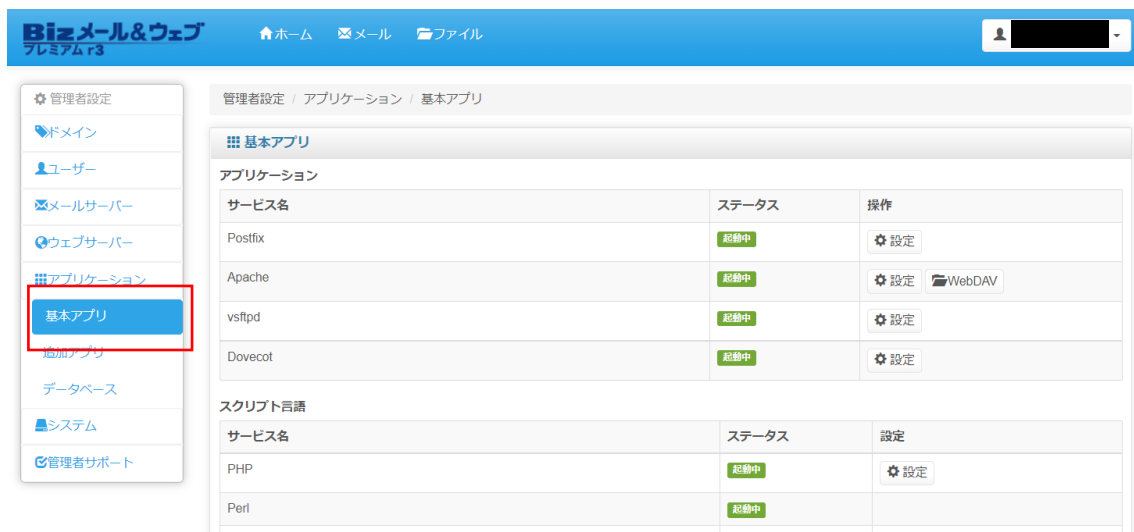 Bizメール&ウェブ
プレミアム r3
ホーム メール ファイル
管理者設定
ドメイン
ユーザー
メールサーバー
ウェブサーバー
アプリケーション
基本アプリ
追加アプリ
データベース
システム
管理者サポート
管理者設定 / アプリケーション / 基本アプリ
基本アプリ
アプリケーション
サービス名 ステータス 操作
Postfix 起動中 設定
Apache 起動中 設定 WebDAV
vsftpd 起動中 設定
Dovecot 起動中 設定
スクリプト言語
サービス名 ステータス 設定
PHP 起動中 設定
Perl 起動中